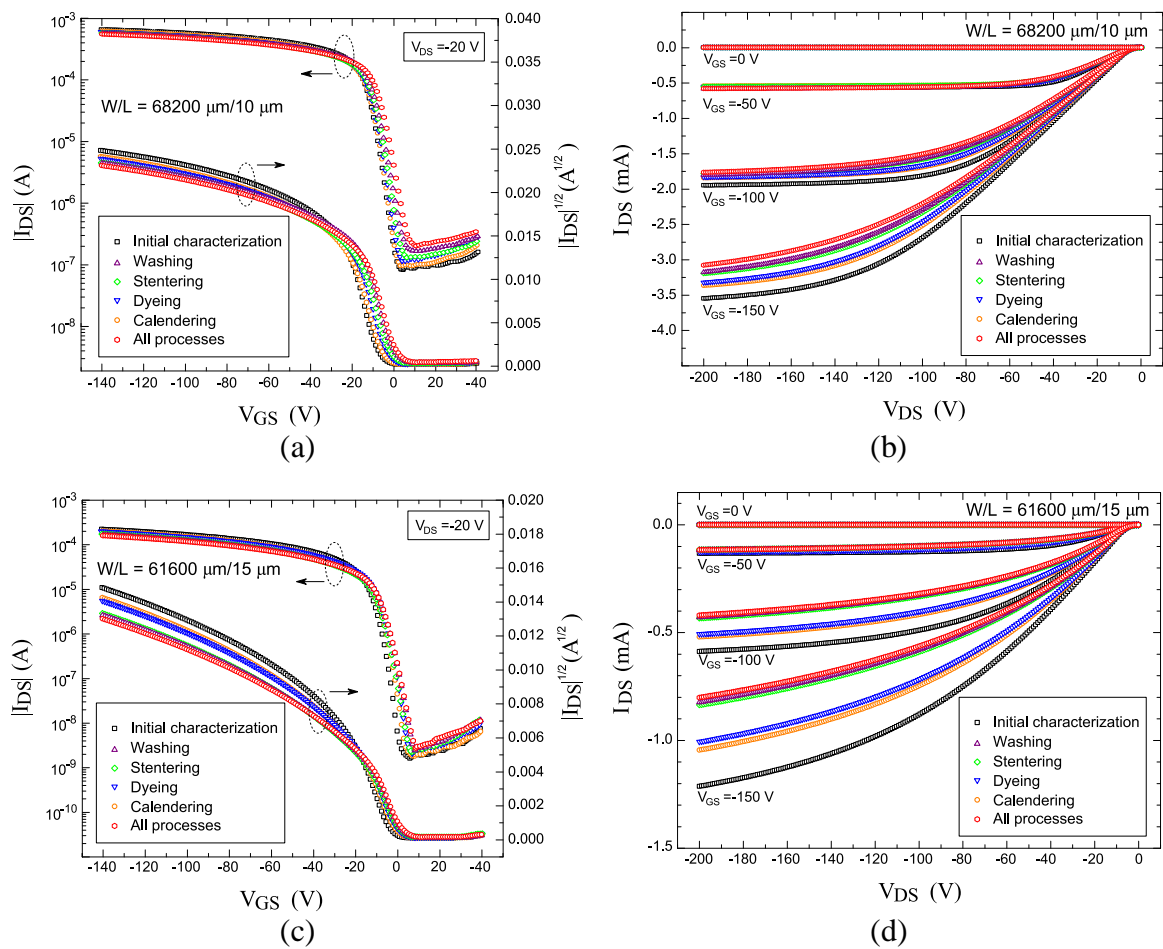 10⁻³
10⁻⁴
10⁻⁵
10⁻⁶
10⁻⁷
10⁻⁸
|I_DS| (A)
V_DS =-20 V
W/L = 68200 μm/10 μm
Initial characterization
Washing
Stentering
Dyeing
Calendering
All processes
0.040
0.035
0.030
0.025
0.020
0.015
0.010
0.005
0.000
|I_DS|^1/2 (A^1/2)
-140 -120 -100 -80 -60 -40 -20 0 -20 -40
V_GS (V)
(a)
W/L = 68200 μm/10 μm
0.0
-0.5
-1.0
-1.5
-2.0
-2.5
-3.0
-3.5
-4.0
-4.5
I_DS (mA)
V_GS =0 V
V_GS =-50 V
V_GS =-100 V
V_GS =-150 V
Initial characterization
Washing
Stentering
Dyeing
Calendering
All processes
-200 -180 -160 -140 -120 -100 -80 -60 -40 -20 0
V_DS (V)
(b)
10⁻³
10⁻⁴
10⁻⁵
10⁻⁶
10⁻⁷
10⁻⁸
10⁻⁹
10⁻¹⁰
|I_DS| (A)
V_DS =-20 V
W/L = 61600 μm/15 μm
Initial characterization
Washing
Stentering
Dyeing
Calendering
All processes
0.020
0.018
0.016
0.014
0.012
0.010
0.008
0.006
0.004
0.002
0.000
|I_DS|^1/2 (A^1/2)
-140 -120 -100 -80 -60 -40 -20 0 -20 -40
V_GS (V)
(c)
V_GS =0 V
W/L = 61600 μm/15 μm
0.0
-0.5
-1.0
-1.5
I_DS (mA)
V_GS =-50 V
V_GS =-100 V
V_GS =-150 V
Initial characterization
Washing
Stentering
Dyeing
Calendering
All processes
-200 -180 -160 -140 -120 -100 -80 -60 -40 -20 0
V_DS (V)
(d)